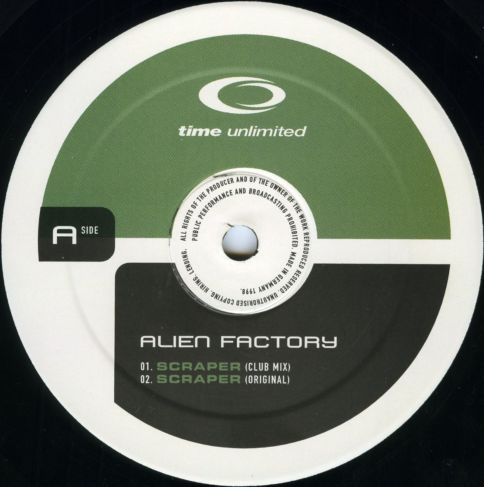 time unlimited
A SIDE
ALL RIGHTS OF THE PRODUCER AND OF THE OWNER OF THE WORK REPRODUCED RESERVED. UNAUTHORISED COPYING, HIRING, LENDING,
PUBLIC PERFORMANCE AND BROADCASTING PROHIBITED. MADE IN GERMANY 1998.
ALIEN FACTORY
01. SCRAPER (CLUB MIX)
02. SCRAPER (ORIGINAL)